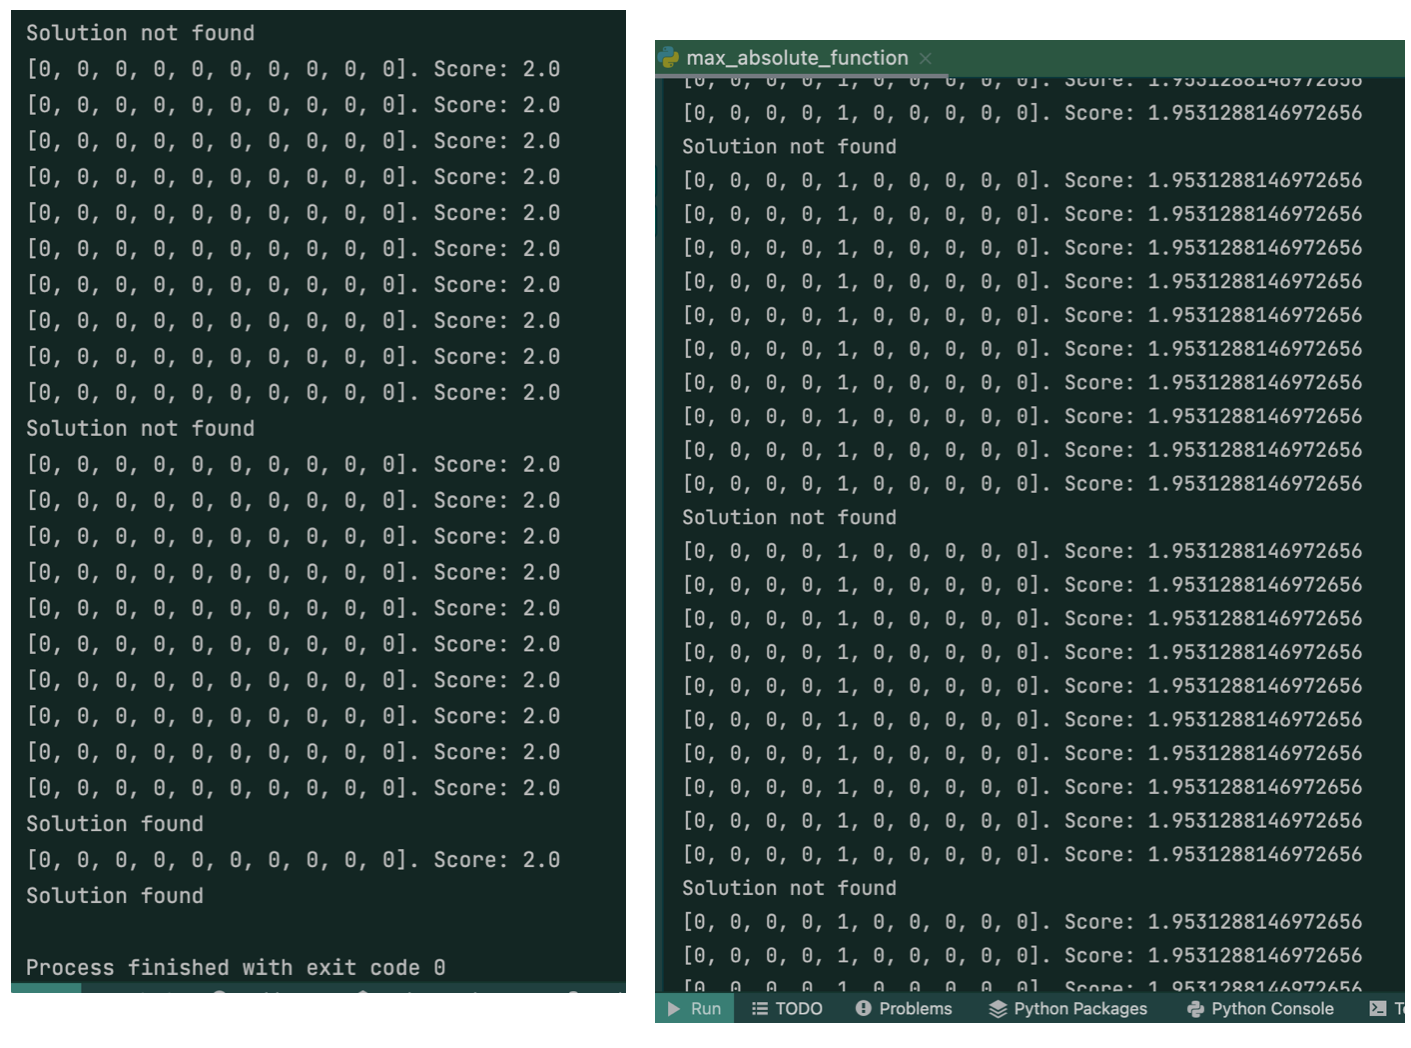 Solution not found
[0, 0, 0, 0, 0, 0, 0, 0, 0, 0]. Score: 2.0
[0, 0, 0, 0, 0, 0, 0, 0, 0, 0]. Score: 2.0
[0, 0, 0, 0, 0, 0, 0, 0, 0, 0]. Score: 2.0
[0, 0, 0, 0, 0, 0, 0, 0, 0, 0]. Score: 2.0
[0, 0, 0, 0, 0, 0, 0, 0, 0, 0]. Score: 2.0
[0, 0, 0, 0, 0, 0, 0, 0, 0, 0]. Score: 2.0
[0, 0, 0, 0, 0, 0, 0, 0, 0, 0]. Score: 2.0
[0, 0, 0, 0, 0, 0, 0, 0, 0, 0]. Score: 2.0
[0, 0, 0, 0, 0, 0, 0, 0, 0, 0]. Score: 2.0
[0, 0, 0, 0, 0, 0, 0, 0, 0, 0]. Score: 2.0
Solution not found
[0, 0, 0, 0, 0, 0, 0, 0, 0, 0]. Score: 2.0
[0, 0, 0, 0, 0, 0, 0, 0, 0, 0]. Score: 2.0
[0, 0, 0, 0, 0, 0, 0, 0, 0, 0]. Score: 2.0
[0, 0, 0, 0, 0, 0, 0, 0, 0, 0]. Score: 2.0
[0, 0, 0, 0, 0, 0, 0, 0, 0, 0]. Score: 2.0
[0, 0, 0, 0, 0, 0, 0, 0, 0, 0]. Score: 2.0
[0, 0, 0, 0, 0, 0, 0, 0, 0, 0]. Score: 2.0
[0, 0, 0, 0, 0, 0, 0, 0, 0, 0]. Score: 2.0
[0, 0, 0, 0, 0, 0, 0, 0, 0, 0]. Score: 2.0
[0, 0, 0, 0, 0, 0, 0, 0, 0, 0]. Score: 2.0
Solution found
[0, 0, 0, 0, 0, 0, 0, 0, 0, 0]. Score: 2.0
Solution found
Process finished with exit code 0
max_absolute_function
[0, 0, 0, 0, 1, 0, 0, 0, 0, 0]. Score: 1.9531288146972656
[0, 0, 0, 0, 1, 0, 0, 0, 0, 0]. Score: 1.9531288146972656
Solution not found
[0, 0, 0, 0, 1, 0, 0, 0, 0, 0]. Score: 1.9531288146972656
[0, 0, 0, 0, 1, 0, 0, 0, 0, 0]. Score: 1.9531288146972656
[0, 0, 0, 0, 1, 0, 0, 0, 0, 0]. Score: 1.9531288146972656
[0, 0, 0, 0, 1, 0, 0, 0, 0, 0]. Score: 1.9531288146972656
[0, 0, 0, 0, 1, 0, 0, 0, 0, 0]. Score: 1.9531288146972656
[0, 0, 0, 0, 1, 0, 0, 0, 0, 0]. Score: 1.9531288146972656
[0, 0, 0, 0, 1, 0, 0, 0, 0, 0]. Score: 1.9531288146972656
[0, 0, 0, 0, 1, 0, 0, 0, 0, 0]. Score: 1.9531288146972656
[0, 0, 0, 0, 1, 0, 0, 0, 0, 0]. Score: 1.9531288146972656
[0, 0, 0, 0, 1, 0, 0, 0, 0, 0]. Score: 1.9531288146972656
Solution not found
[0, 0, 0, 0, 1, 0, 0, 0, 0, 0]. Score: 1.9531288146972656
[0, 0, 0, 0, 1, 0, 0, 0, 0, 0]. Score: 1.9531288146972656
[0, 0, 0, 0, 1, 0, 0, 0, 0, 0]. Score: 1.9531288146972656
[0, 0, 0, 0, 1, 0, 0, 0, 0, 0]. Score: 1.9531288146972656
[0, 0, 0, 0, 1, 0, 0, 0, 0, 0]. Score: 1.9531288146972656
[0, 0, 0, 0, 1, 0, 0, 0, 0, 0]. Score: 1.9531288146972656
[0, 0, 0, 0, 1, 0, 0, 0, 0, 0]. Score: 1.9531288146972656
[0, 0, 0, 0, 1, 0, 0, 0, 0, 0]. Score: 1.9531288146972656
[0, 0, 0, 0, 1, 0, 0, 0, 0, 0]. Score: 1.9531288146972656
[0, 0, 0, 0, 1, 0, 0, 0, 0, 0]. Score: 1.9531288146972656
Solution not found
[0, 0, 0, 0, 1, 0, 0, 0, 0, 0]. Score: 1.9531288146972656
[0, 0, 0, 0, 1, 0, 0, 0, 0, 0]. Score: 1.9531288146972656
[0, 0, 0, 0, 1, 0, 0, 0, 0, 0]. Score: 1.9531288146972656
Run TODO Problems Python Packages Python Console